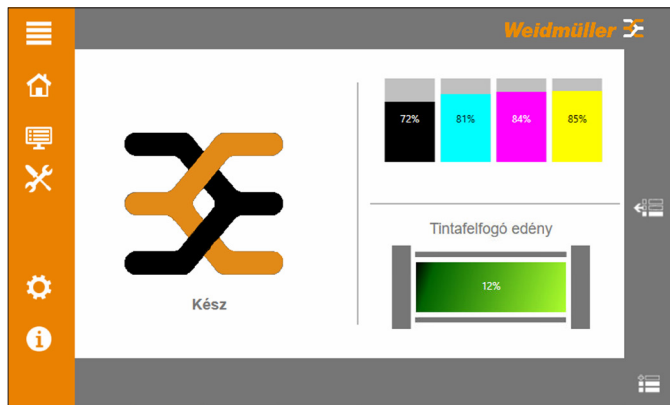 Weidmüller
72%
81%
84%
85%
Tintafelfogó edény
12%
Kész